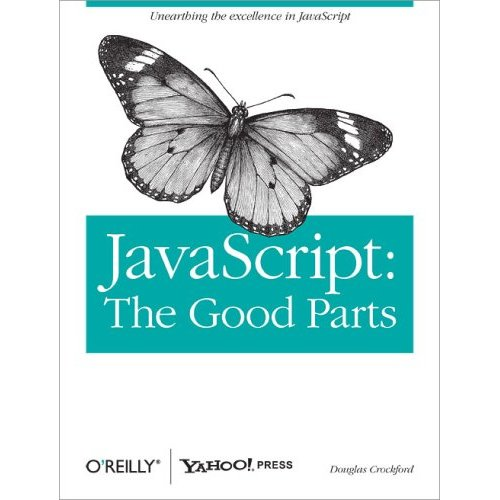 Unearthing the excellence in JavaScript
JavaScript:
The Good Parts
O'REILLY®
YAHOO! PRESS
Douglas Crockford